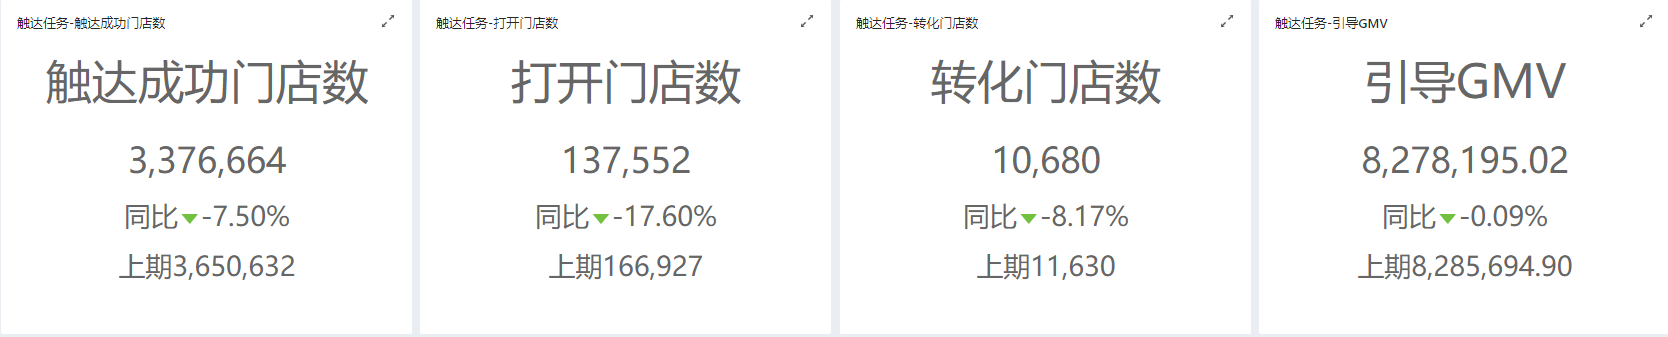 触达任务-触达成功门店数
触达成功门店数
3,376,664
同比-7.50%
上期3,650,632
触达任务-打开门店数
打开门店数
137,552
同比-17.60%
上期166,927
触达任务-转化门店数
转化门店数
10,680
同比-8.17%
上期11,630
触达任务-引导GMV
引导GMV
8,278,195.02
同比-0.09%
上期8,285,694.90